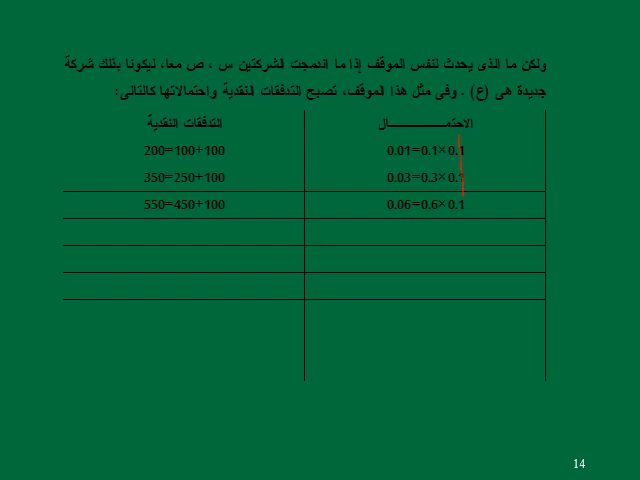 ولكن ما الذى يحدث لنفس الموقف إذا ما اندمجت الشركتين س ، ص معا، ليكونا بذلك شركة
جديدة هى (ع) . وفى مثل هذا الموقف، تصبح التدفقات النقدية واحتمالاتها كالتالى:
الاحتمـــــــــــــال التدفقات النقدية
0.01=0.1×0.1 200=100+100
0.03=0.3×0.1 350=250+100
0.06=0.6×0.1 550=450+100
14